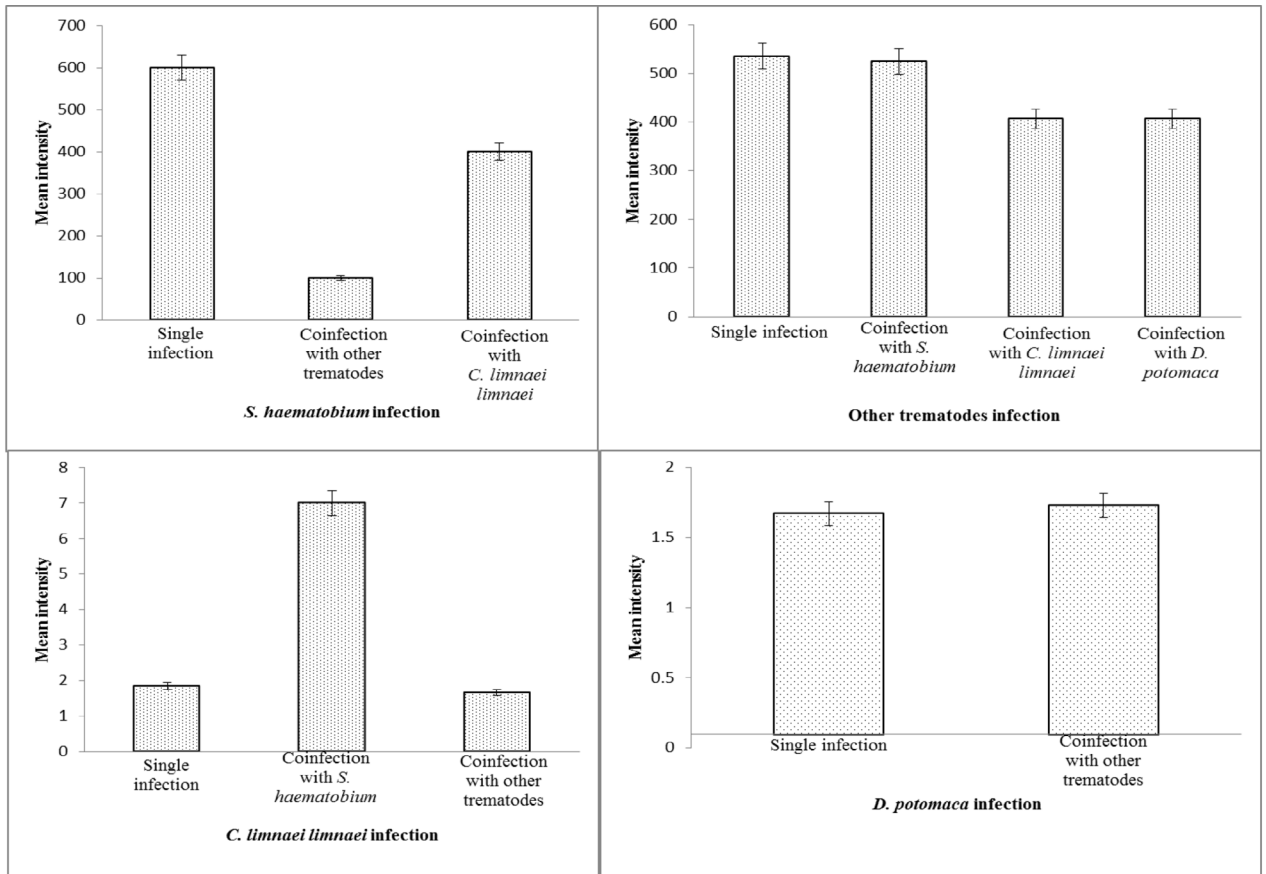 700
600
500
400
300
200
100
0
Mean intensity
Single
infection
Coinfection
with other
trematodes
Coinfection
with
C. limnaei
limnaei
S. haematobium infection
600
500
400
300
200
100
0
Mean intensity
Single infection
Coinfection
with S.
haematobium
Coinfection
with C. limnaei
limnaei
Coinfection
with D.
potomaca
Other trematodes infection
8
7
6
5
4
3
2
1
0
Mean intensity
Single
infection
Coinfection
with S.
haematobium
Coinfection
with other
trematodes
C. limnaei limnaei infection
2
1.5
1
0.5
0
Mean intensity
Single infection
Coinfection
with other
trematodes
D. potomaca infection